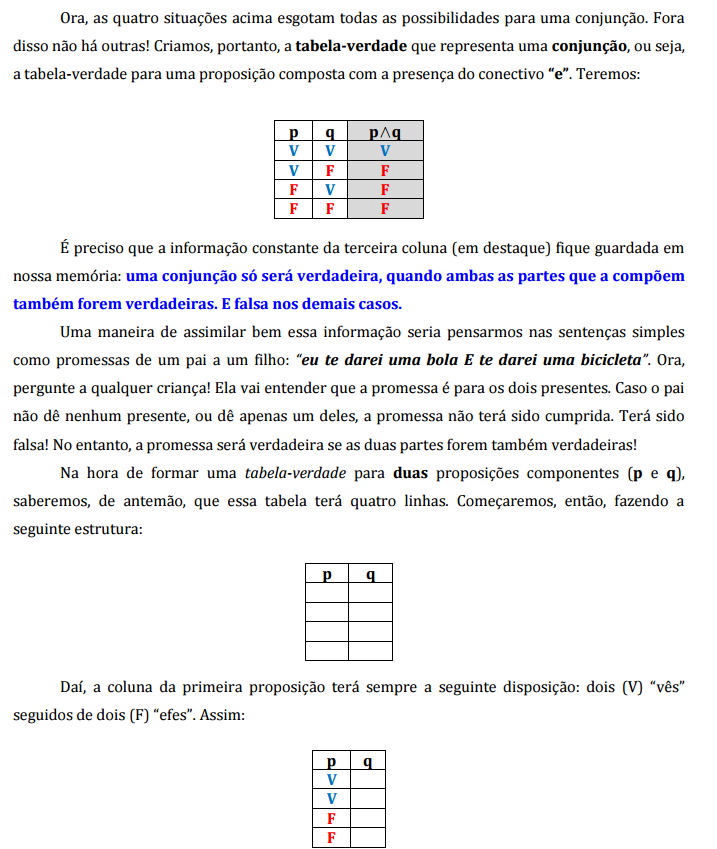 Ora, as quatro situações acima esgotam todas as possibilidades para uma conjunção. Fora
disso não há outras! Criamos, portanto, a tabela-verdade que representa uma conjunção, ou seja,
a tabela-verdade para uma proposição composta com a presença do conectivo “e”. Teremos:
p q p∧q
V V V
V F F
F V F
F F F
É preciso que a informação constante da terceira coluna (em destaque) fique guardada em
nossa memória: uma conjunção só será verdadeira, quando ambas as partes que a compõem
também forem verdadeiras. E falsa nos demais casos.
Uma maneira de assimilar bem essa informação seria pensarmos nas sentenças simples
como promessas de um pai a um filho: “eu te darei uma bola E te darei uma bicicleta”. Ora,
pergunte a qualquer criança! Ela vai entender que a promessa é para os dois presentes. Caso o pai
não dê nenhum presente, ou dê apenas um deles, a promessa não terá sido cumprida. Terá sido
falsa! No entanto, a promessa será verdadeira se as duas partes forem também verdadeiras!
Na hora de formar uma tabela-verdade para duas proposições componentes (p e q),
saberemos, de antemão, que essa tabela terá quatro linhas. Começaremos, então, fazendo a
seguinte estrutura:
p q
Daí, a coluna da primeira proposição terá sempre a seguinte disposição: dois (V) “vês”
seguidos de dois (F) “efes”. Assim:
p q
V
V
F
F